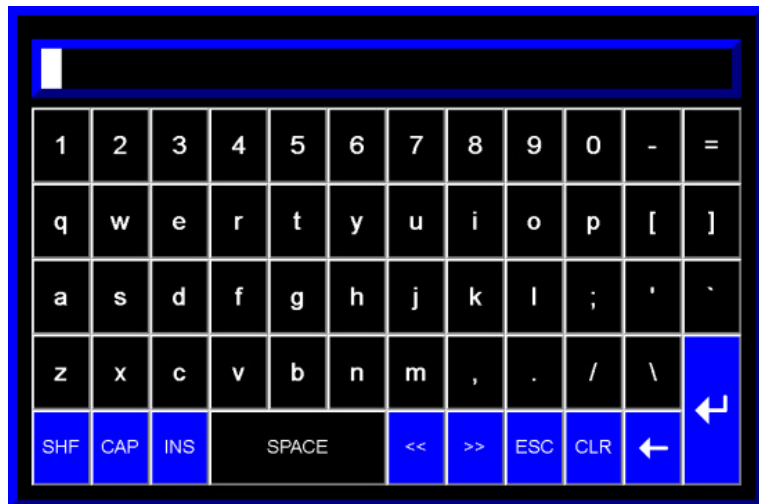 1 2 3 4 5 6 7 8 9 0 - =
q w e r t y u i o p [ ]
a s d f g h j k l ; ' `
z x c v b n m , . / \
SHF CAP INS SPACE << >> ESC CLR ← ↵